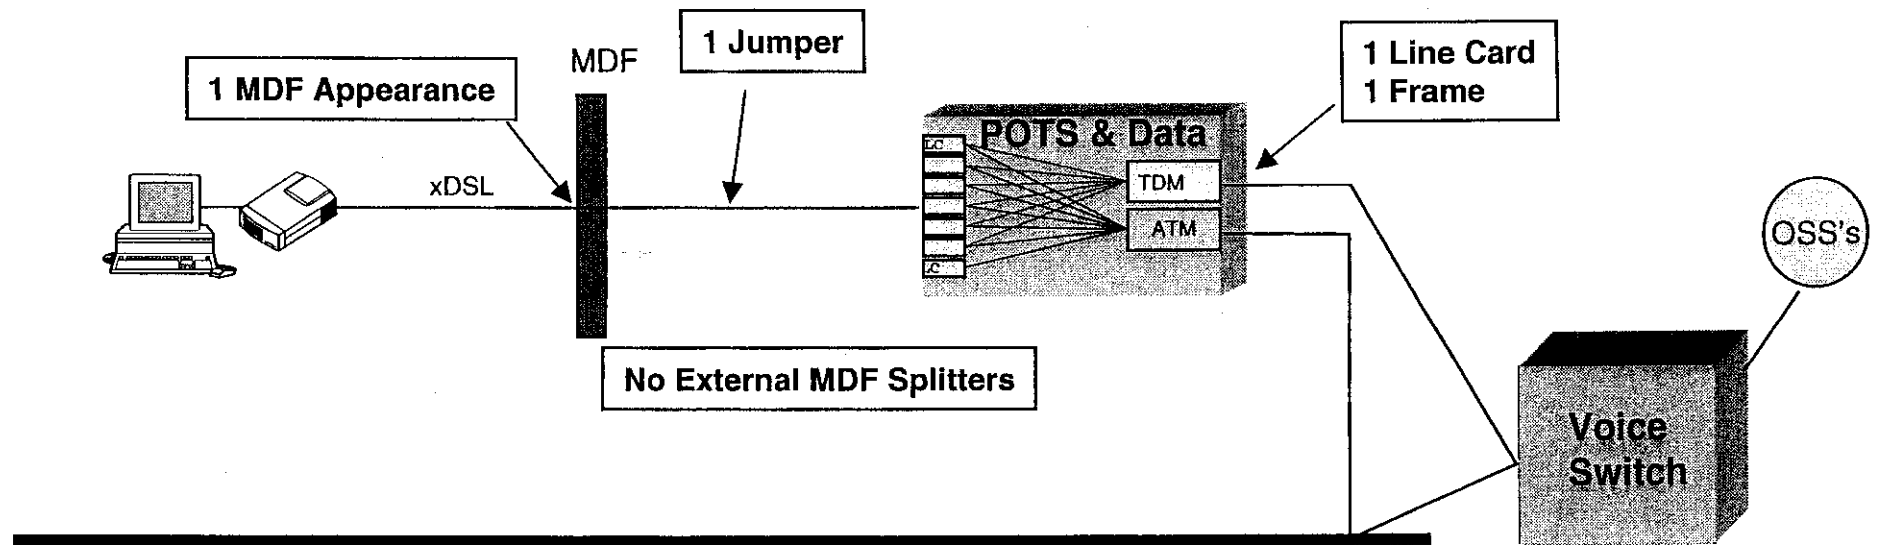 1 Jumper
MDF
1 MDF Appearance
1 Line Card
1 Frame
POTS & Data
LC
xDSL
TDM
ATM
OSS's
No External MDF Splitters
Voice
Switch